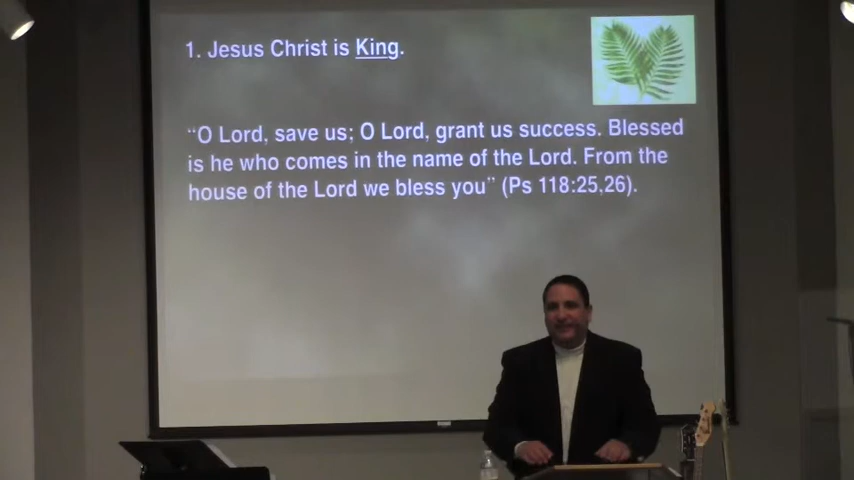 1. Jesus Christ is King.
“O Lord, save us; O Lord, grant us success. Blessed
is he who comes in the name of the Lord. From the
house of the Lord we bless you” (Ps 118:25,26).